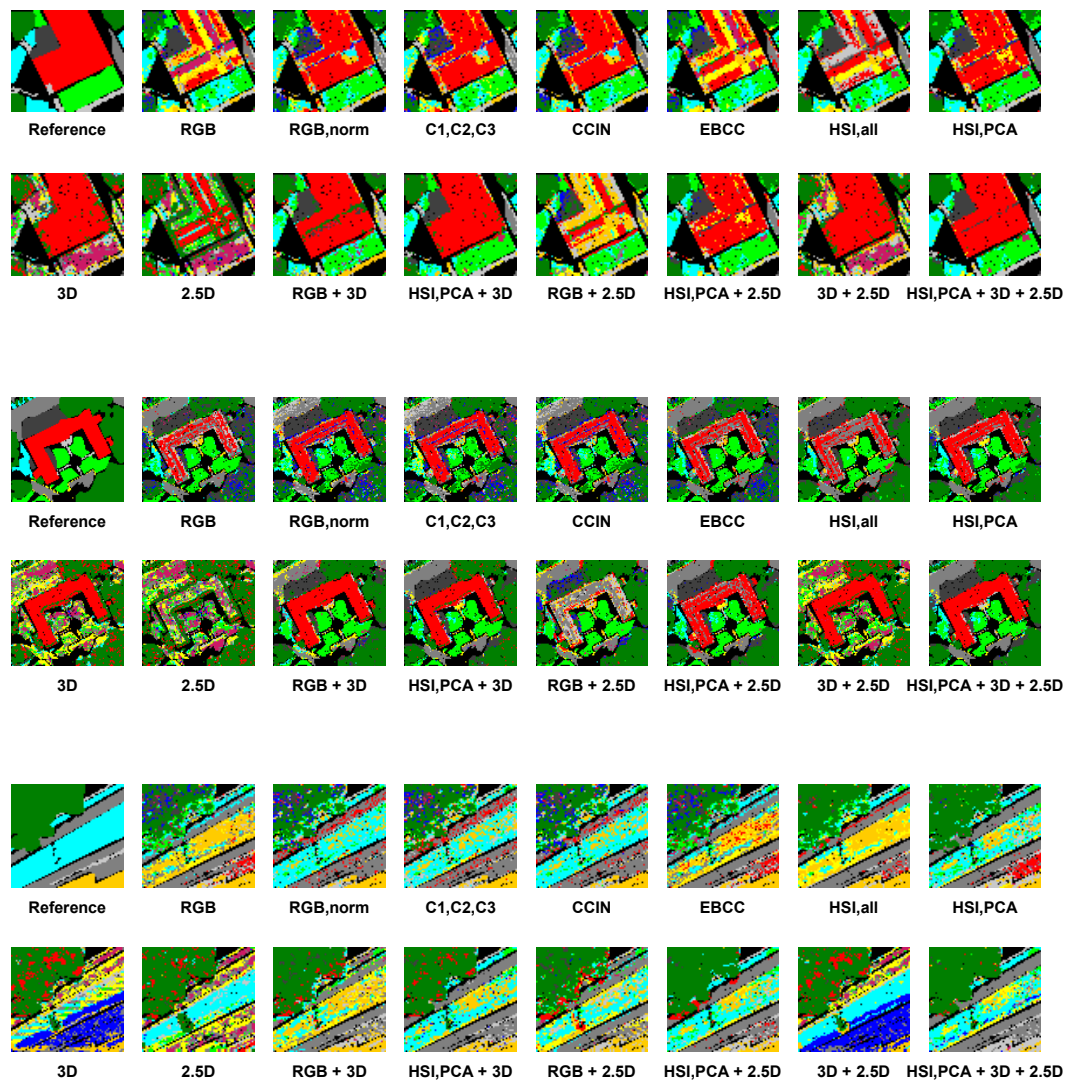 Reference RGB RGB,norm C1,C2,C3 CCIN EBCC HSI,all HSI,PCA
3D 2.5D RGB + 3D HSI,PCA + 3D RGB + 2.5D HSI,PCA + 2.5D 3D + 2.5D HSI,PCA + 3D + 2.5D
Reference RGB RGB,norm C1,C2,C3 CCIN EBCC HSI,all HSI,PCA
3D 2.5D RGB + 3D HSI,PCA + 3D RGB + 2.5D HSI,PCA + 2.5D 3D + 2.5D HSI,PCA + 3D + 2.5D
Reference RGB RGB,norm C1,C2,C3 CCIN EBCC HSI,all HSI,PCA
3D 2.5D RGB + 3D HSI,PCA + 3D RGB + 2.5D HSI,PCA + 2.5D 3D + 2.5D HSI,PCA + 3D + 2.5D